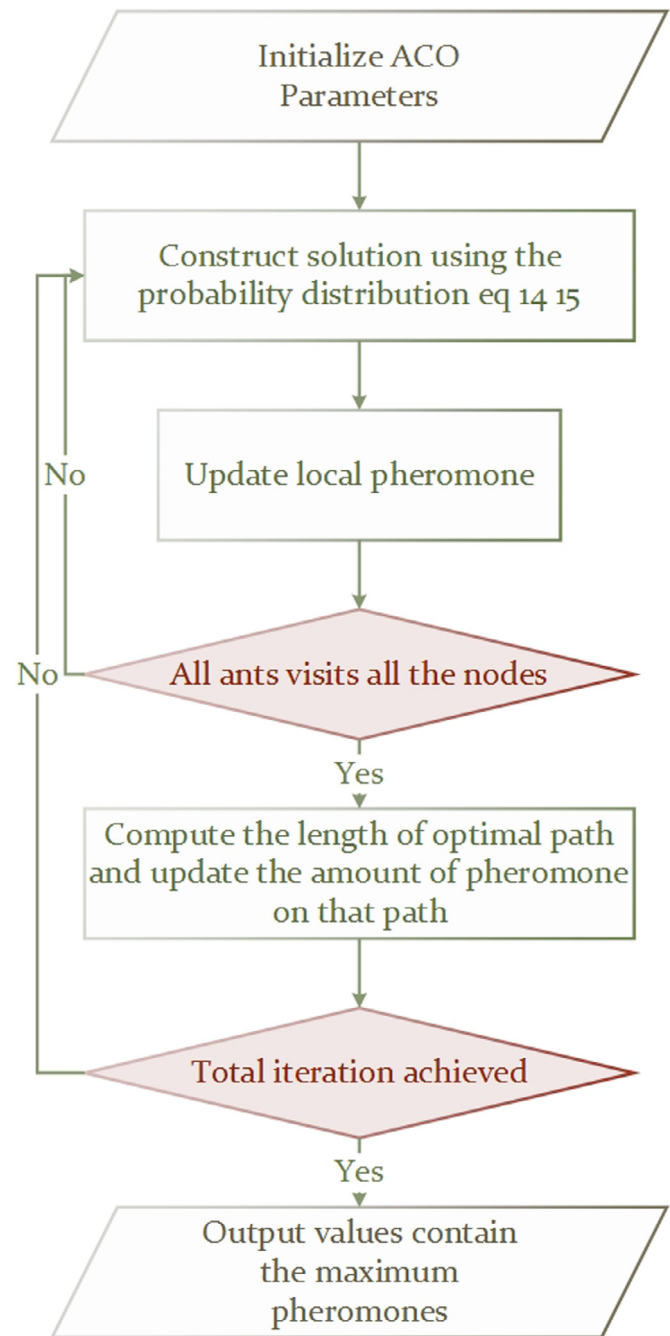 Initialize ACO
Parameters
Construct solution using the
probability distribution eq 14 15
Update local pheromone
No
All ants visits all the nodes
No
Yes
Compute the length of optimal path
and update the amount of pheromone
on that path
Total iteration achieved
Yes
Output values contain
the maximum
pheromones